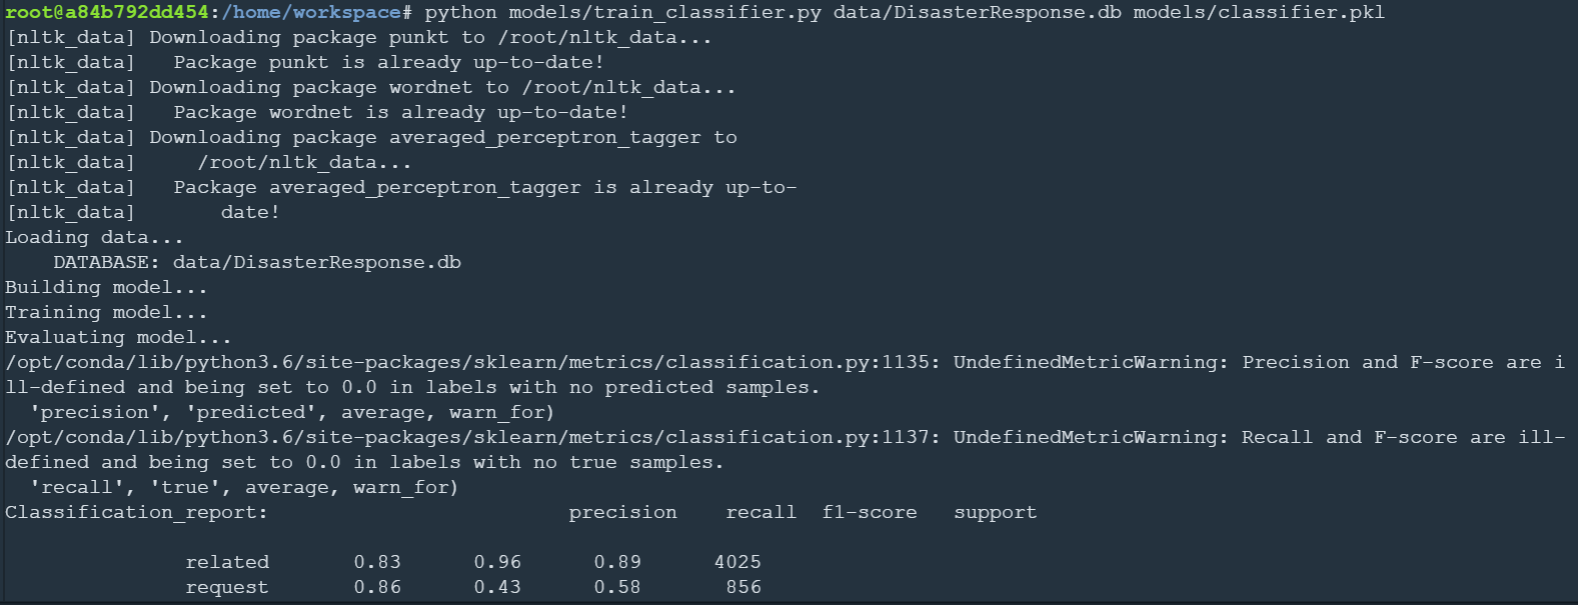 root@a84b792dd454:/home/workspace# python models/train_classifier.py data/DisasterResponse.db models/classifier.pkl
[nltk_data] Downloading package punkt to /root/nltk_data...
[nltk_data]   Package punkt is already up-to-date!
[nltk_data] Downloading package wordnet to /root/nltk_data...
[nltk_data]   Package wordnet is already up-to-date!
[nltk_data] Downloading package averaged_perceptron_tagger to
[nltk_data]     /root/nltk_data...
[nltk_data]   Package averaged_perceptron_tagger is already up-to-
[nltk_data]       date!
Loading data...
    DATABASE: data/DisasterResponse.db
Building model...
Training model...
Evaluating model...
/opt/conda/lib/python3.6/site-packages/sklearn/metrics/classification.py:1135: UndefinedMetricWarning: Precision and F-score are i
ll-defined and being set to 0.0 in labels with no predicted samples.
  'precision', 'predicted', average, warn_for)
/opt/conda/lib/python3.6/site-packages/sklearn/metrics/classification.py:1137: UndefinedMetricWarning: Recall and F-score are ill-
defined and being set to 0.0 in labels with no true samples.
  'recall', 'true', average, warn_for)
Classification_report:                         precision    recall  f1-score   support
               related       0.83      0.96      0.89      4025
               request       0.86      0.43      0.58       856